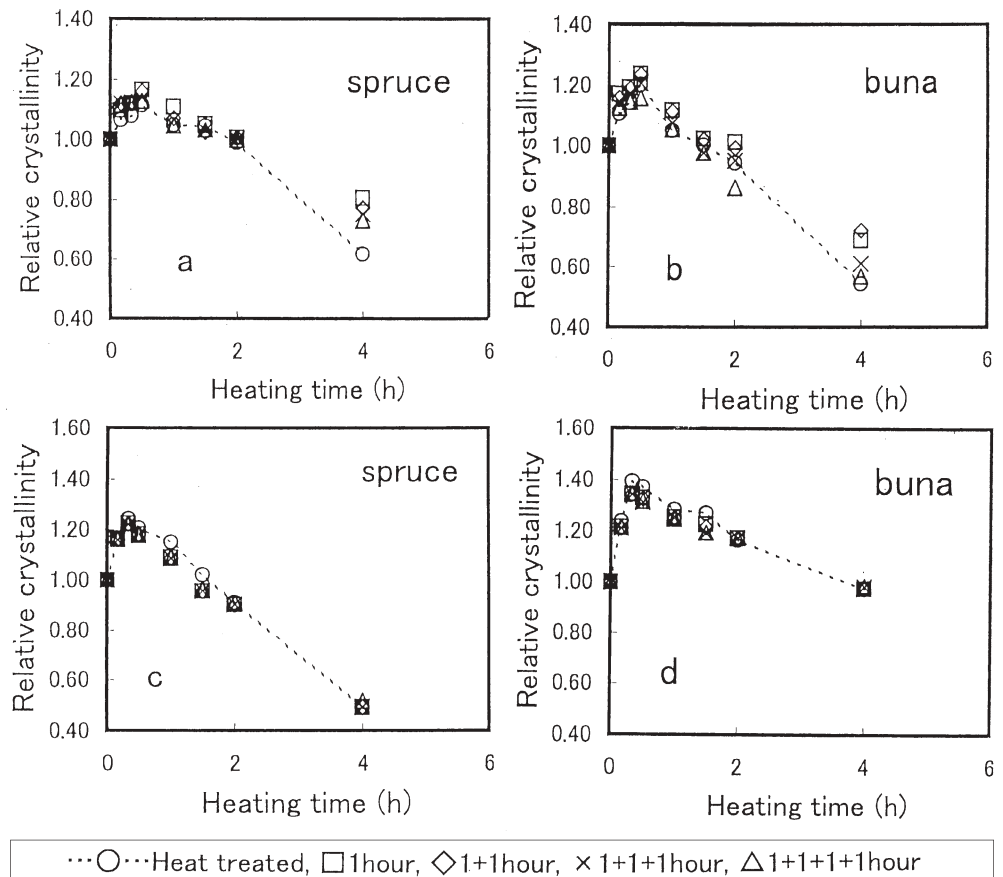 1.40
1.20
1.00
0.80
0.60
0.40
Relative crystallinity
spruce
a
0 2 4 6
Heating time (h)
1.40
1.20
1.00
0.80
0.60
0.40
Relative crystallinity
buna
b
0 2 4 6
Heating time (h)
1.60
1.40
1.20
1.00
0.80
0.60
0.40
Relative crystallinity
spruce
c
0 2 4 6
Heating time (h)
1.60
1.40
1.20
1.00
0.80
0.60
0.40
Relative crystallinity
buna
d
0 2 4 6
Heating time (h)
···○···Heat treated, □1hour, ◇1+1hour, ×1+1+1hour, △1+1+1+1hour